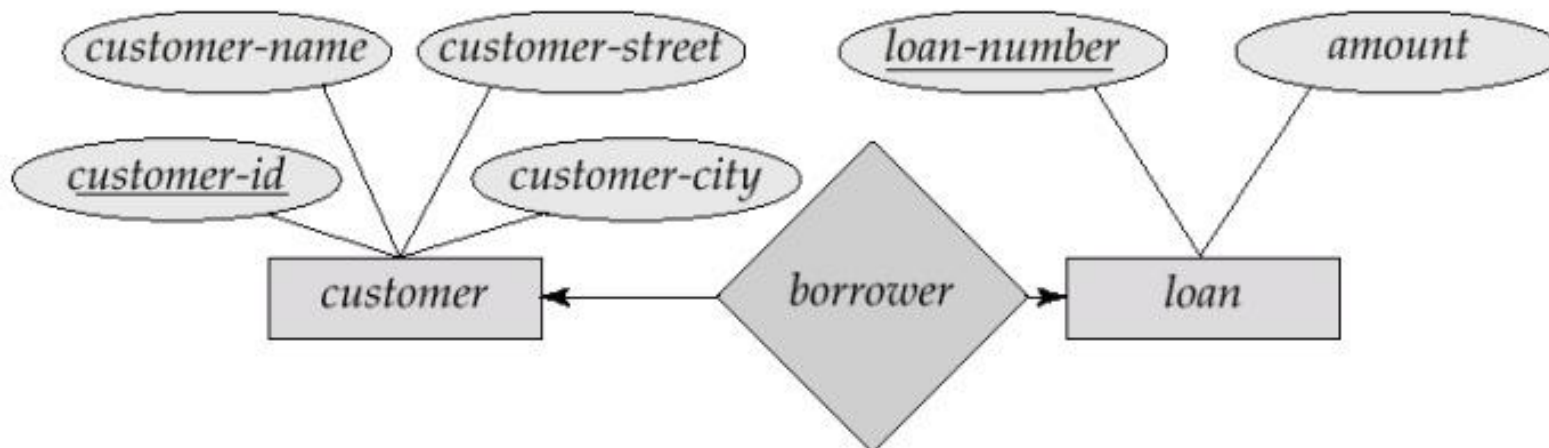 customer-name customer-street loan-number amount
customer-id customer-city
customer borrower loan